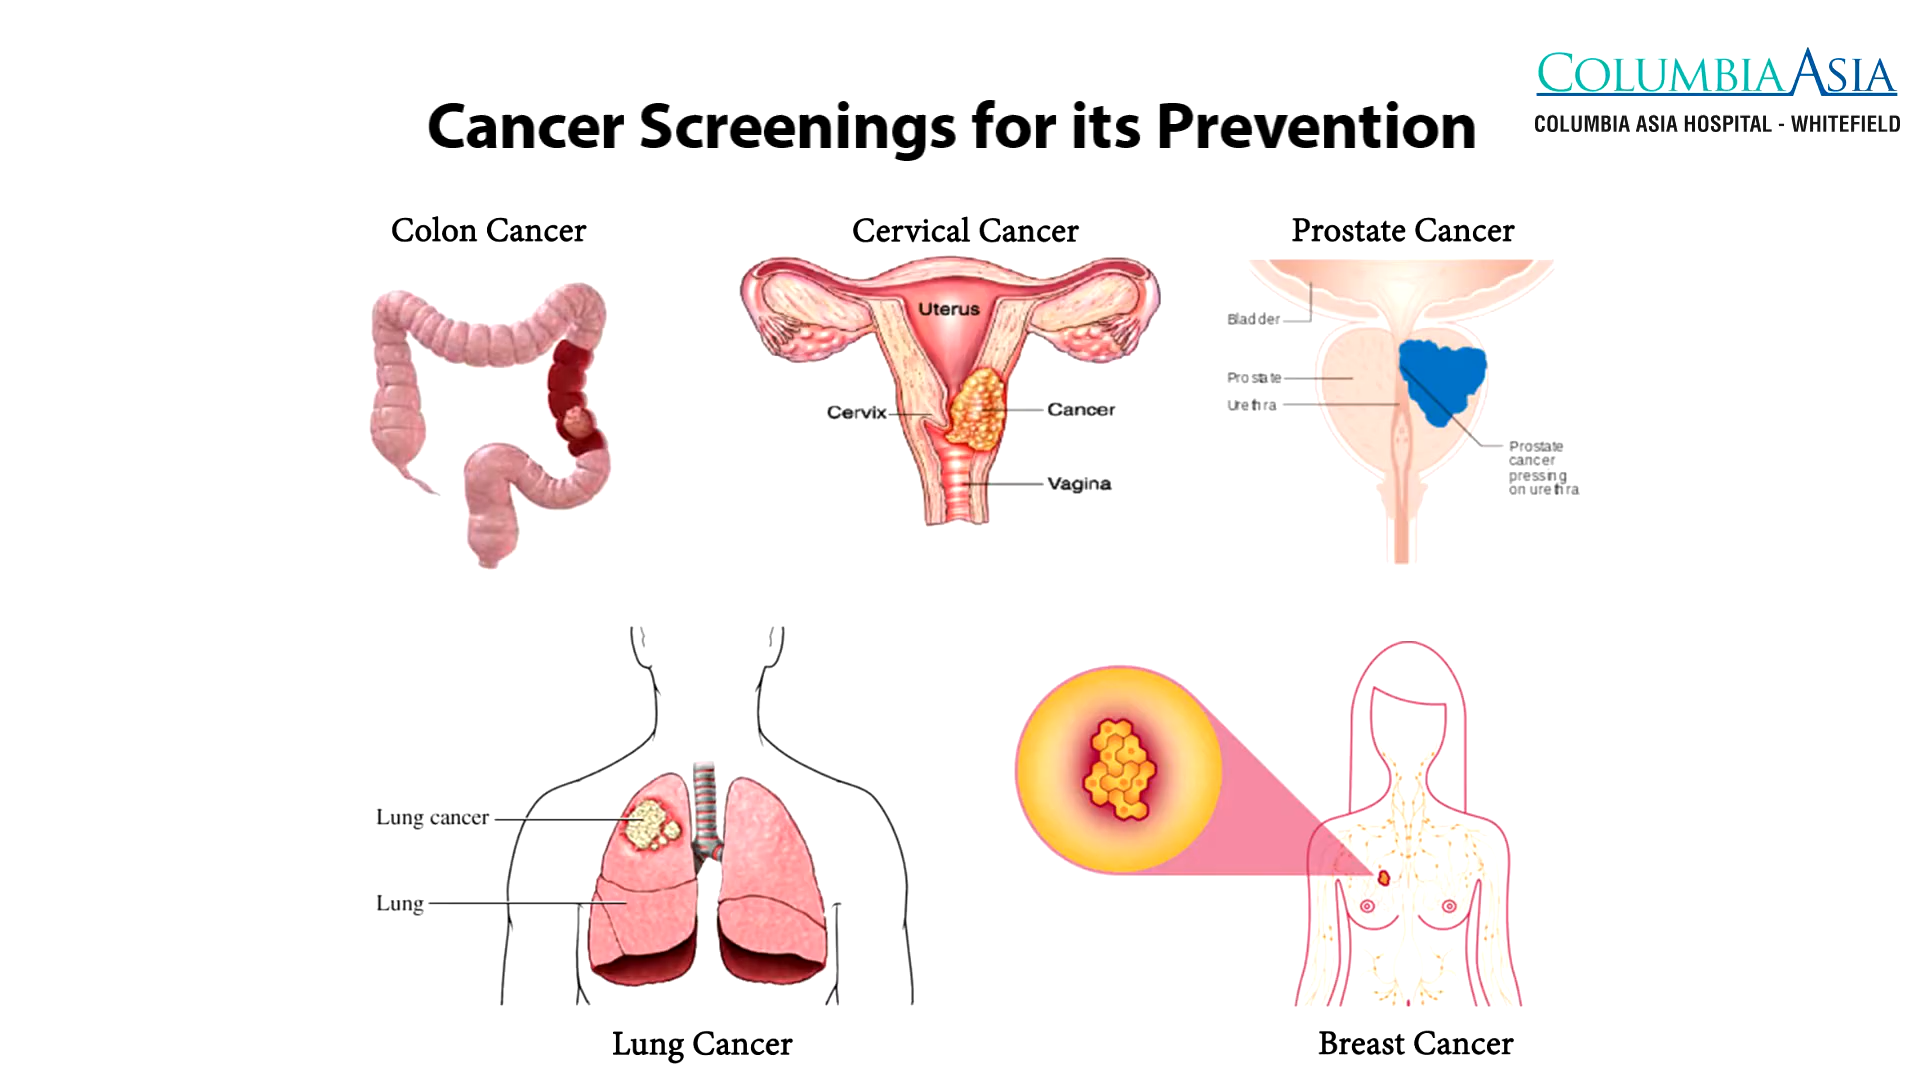 COLUMBIA ASIA
COLUMBIA ASIA HOSPITAL - WHITEFIELD
Cancer Screenings for its Prevention
Colon Cancer
Cervical Cancer
Prostate Cancer
Uterus
Cervix
Cancer
Vagina
Bladder
Prostate
Urethra
Prostate
cancer
pressing
on urethra
Lung cancer
Lung
Lung Cancer
Breast Cancer